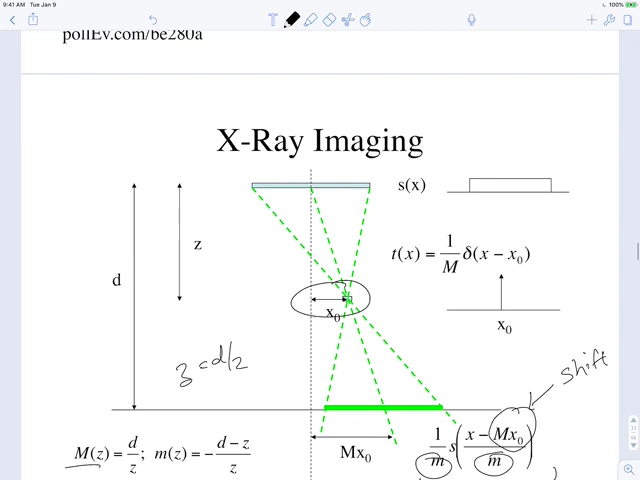 9:41 AM Tue Jan 9
100%
T
pollEv.com/be280a
X-Ray Imaging
s(x)
z
t(x) = 1/M δ(x − x₀)
d
x₀
x₀
z = d/2
shift
M(z) = d/z; m(z) = − (d − z)/z
Mx₀
1/m s((x − Mx₀)/m)